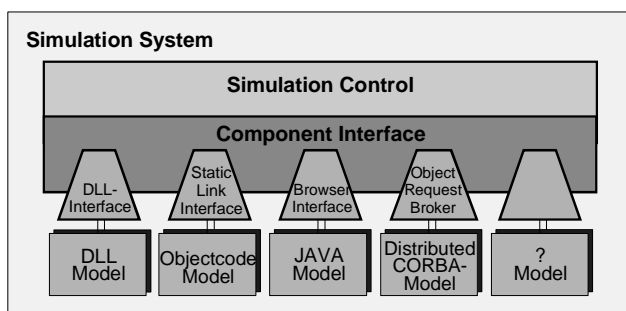 Simulation System
Simulation Control
Component Interface
DLL-
Interface
Static
Link
Interface
Browser
Interface
Object
Request
Broker
DLL
Model
Objectcode
Model
JAVA
Model
Distributed
CORBA-
Model
?
Model